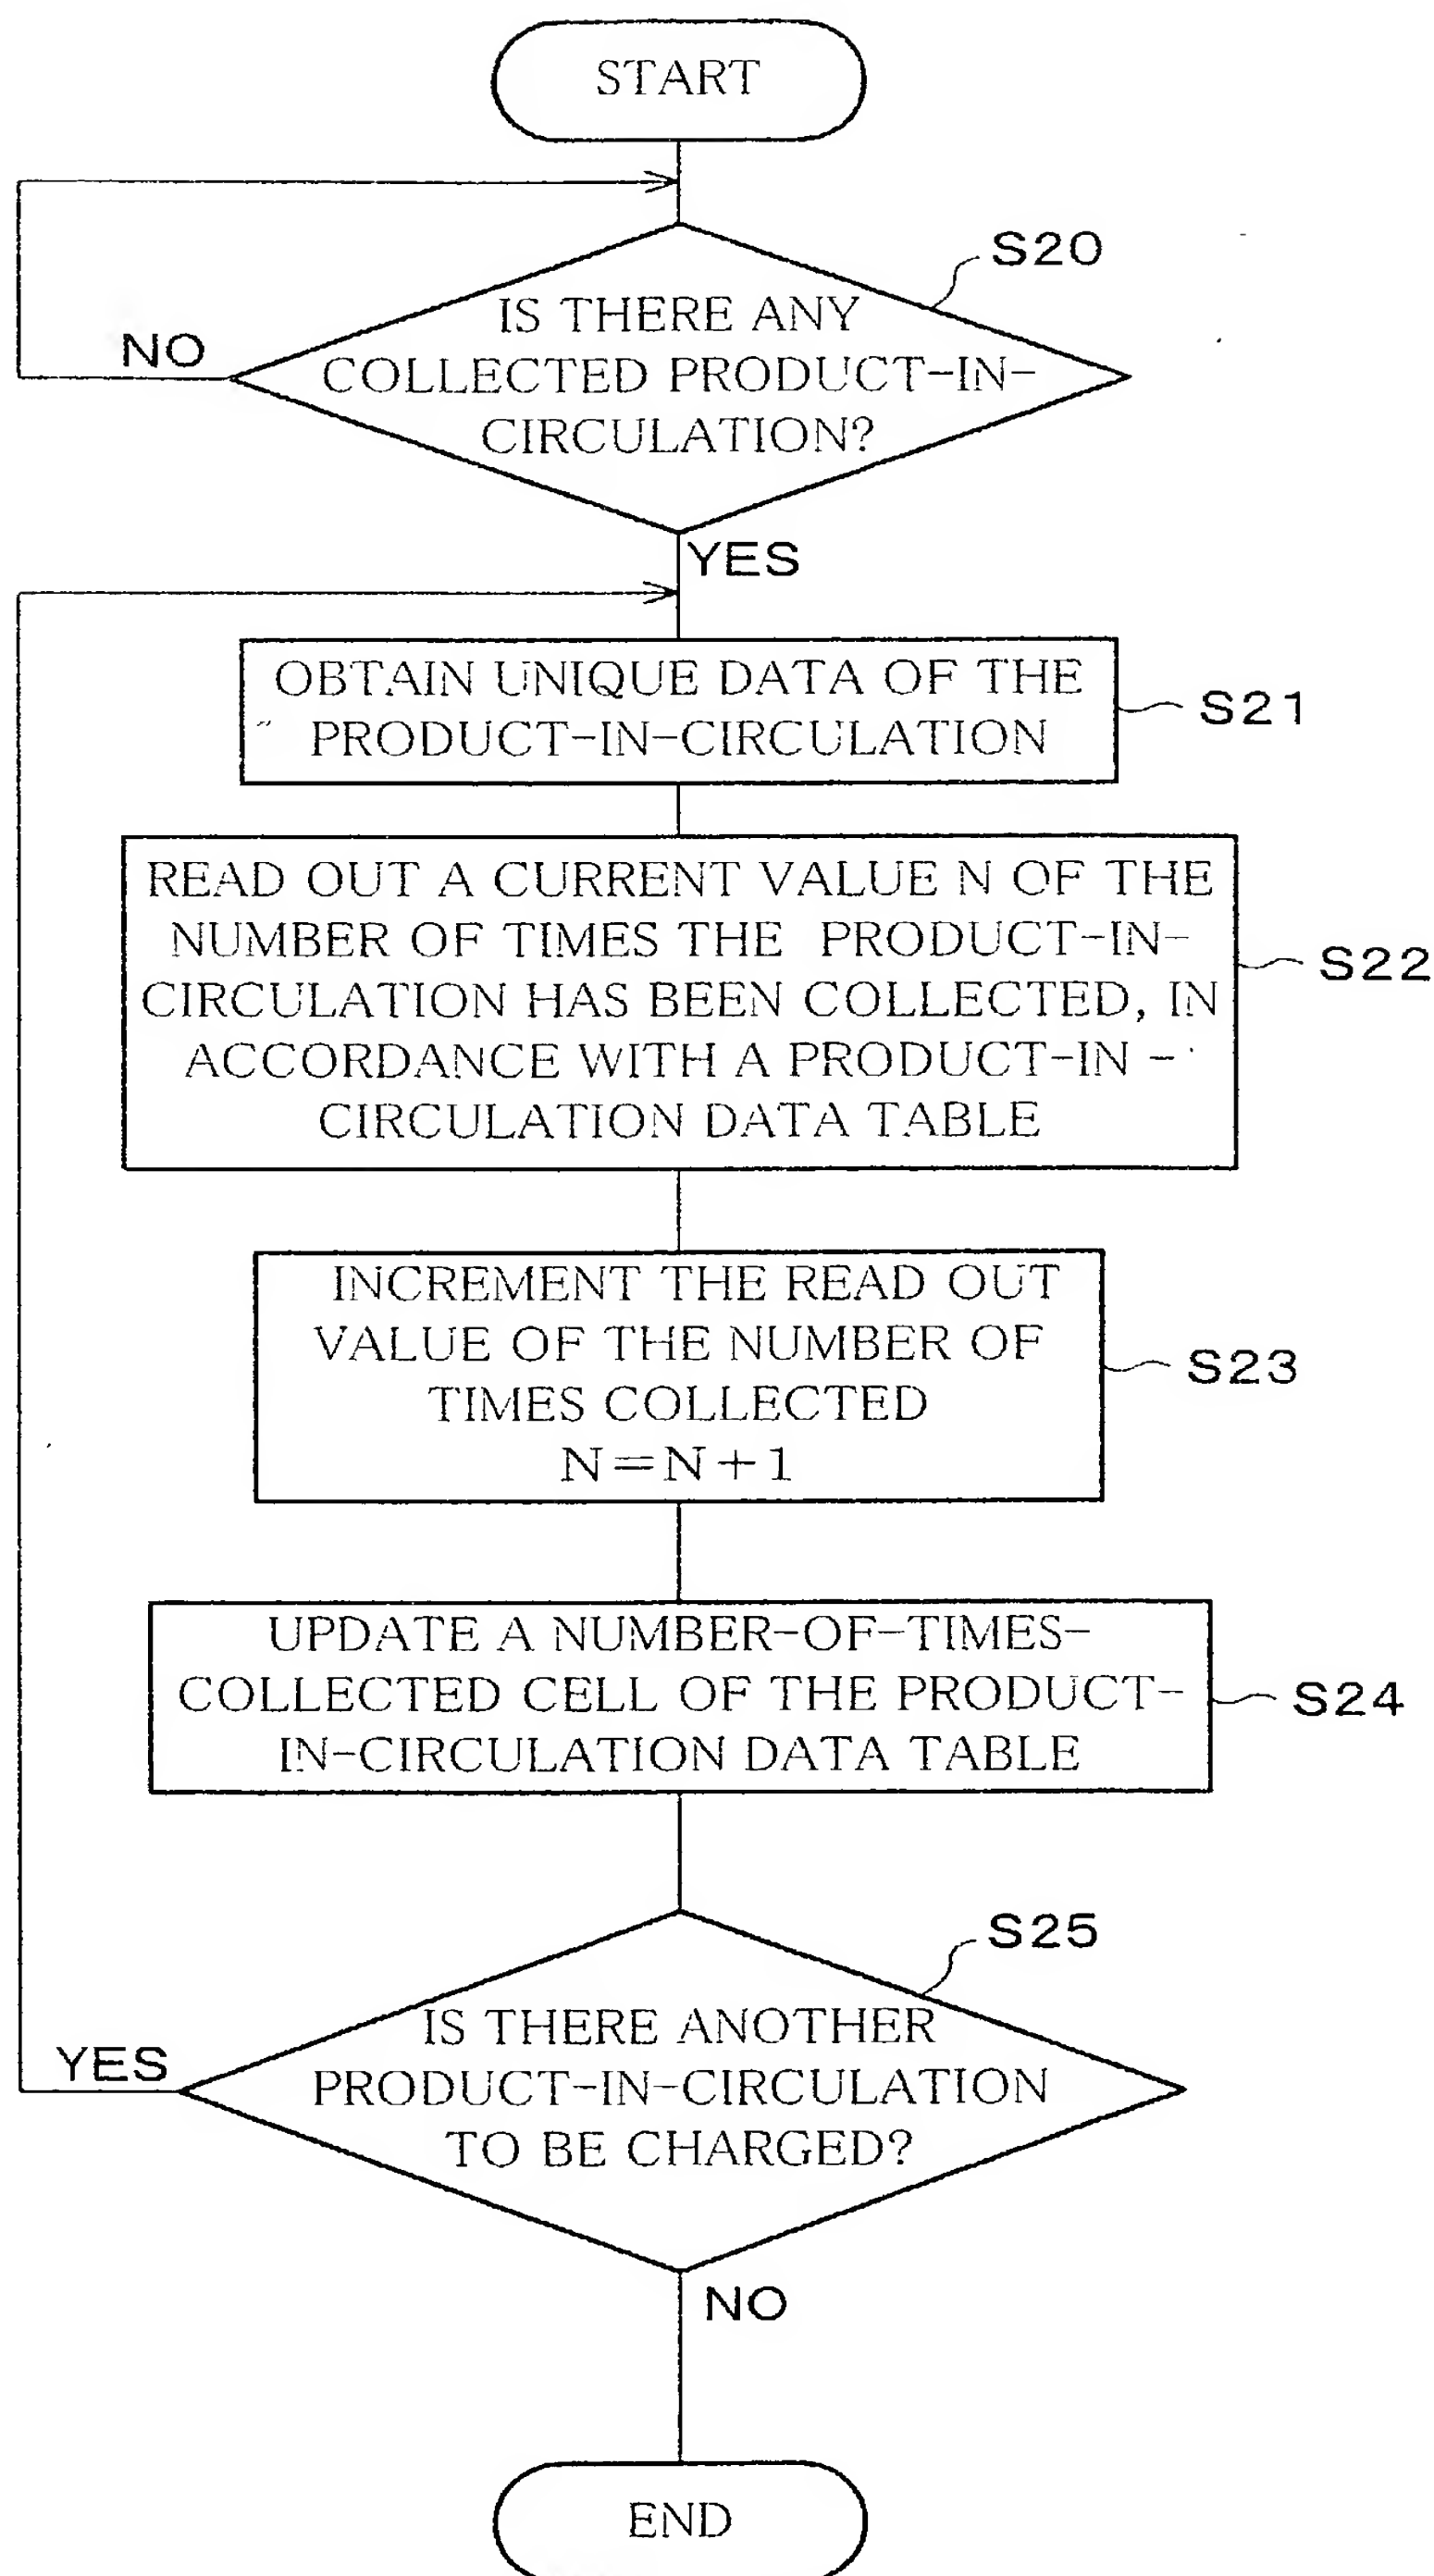 START
S20
IS THERE ANY
COLLECTED PRODUCT-IN-
CIRCULATION?
NO
YES
OBTAIN UNIQUE DATA OF THE
PRODUCT-IN-CIRCULATION
S21
READ OUT A CURRENT VALUE N OF THE
NUMBER OF TIMES THE PRODUCT-IN-
CIRCULATION HAS BEEN COLLECTED, IN
ACCORDANCE WITH A PRODUCT-IN -
CIRCULATION DATA TABLE
S22
INCREMENT THE READ OUT
VALUE OF THE NUMBER OF
TIMES COLLECTED
N=N+1
S23
UPDATE A NUMBER-OF-TIMES-
COLLECTED CELL OF THE PRODUCT-
IN-CIRCULATION DATA TABLE
S24
S25
IS THERE ANOTHER
PRODUCT-IN-CIRCULATION
TO BE CHARGED?
YES
NO
END